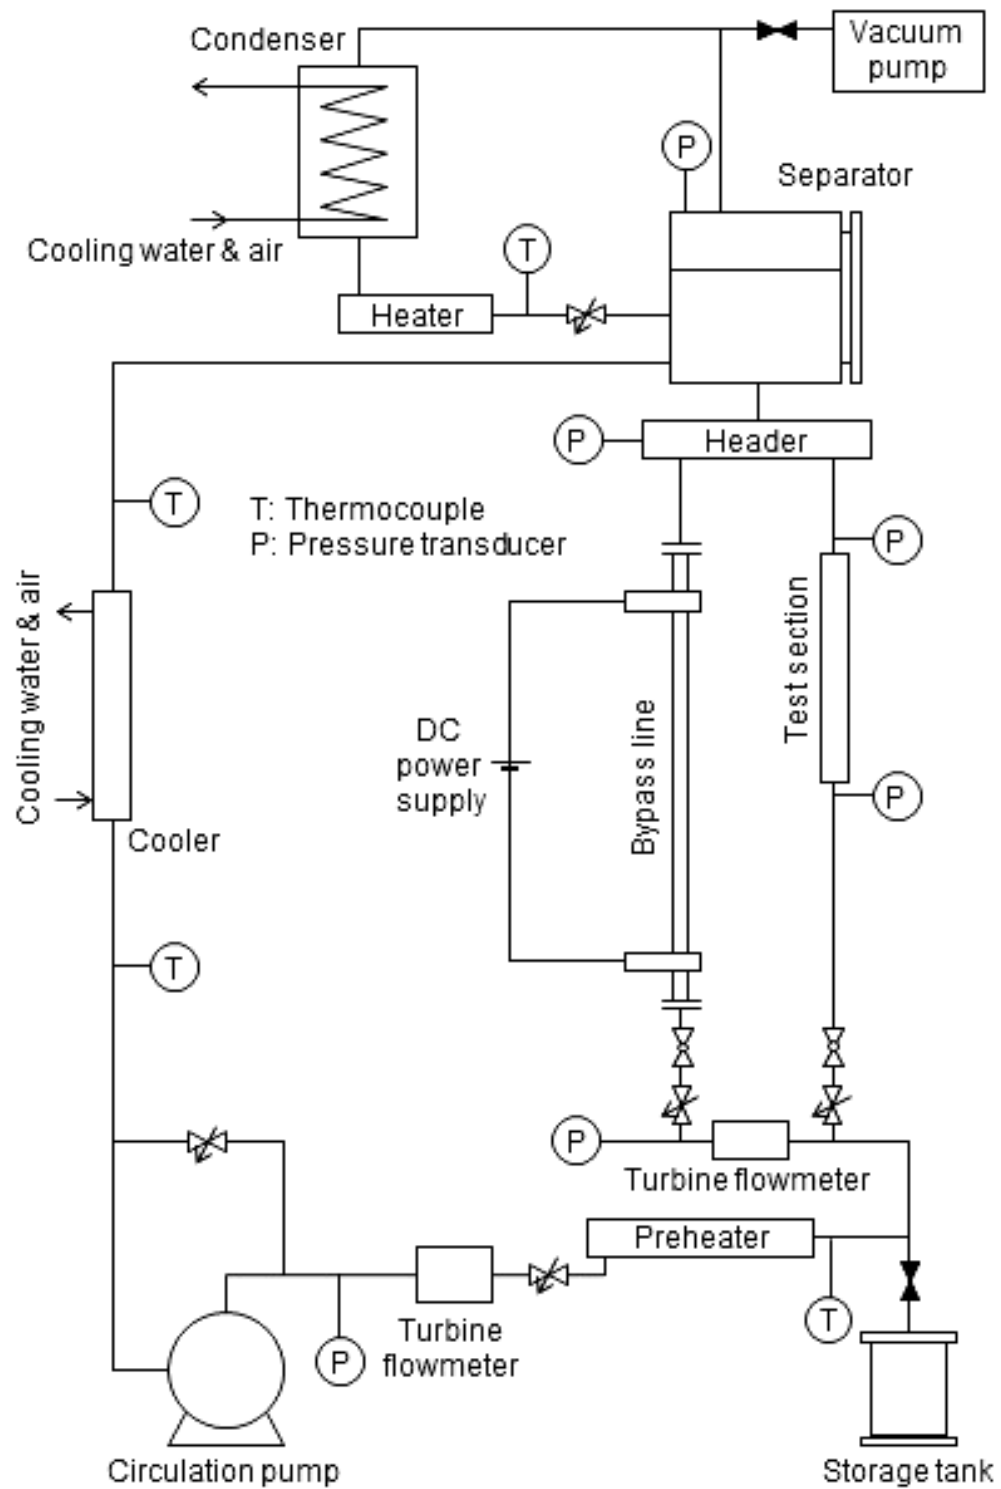 Condenser
Vacuum
pump
P
Separator
Cooling water & air
T
Heater
P
Header
T
T: Thermocouple
P: Pressure transducer
P
Cooling water & air
Test section
DC
power
supply
Bypass line
P
Cooler
T
P
Turbine flowmeter
Preheater
T
Turbine
flowmeter
P
Circulation pump
Storage tank